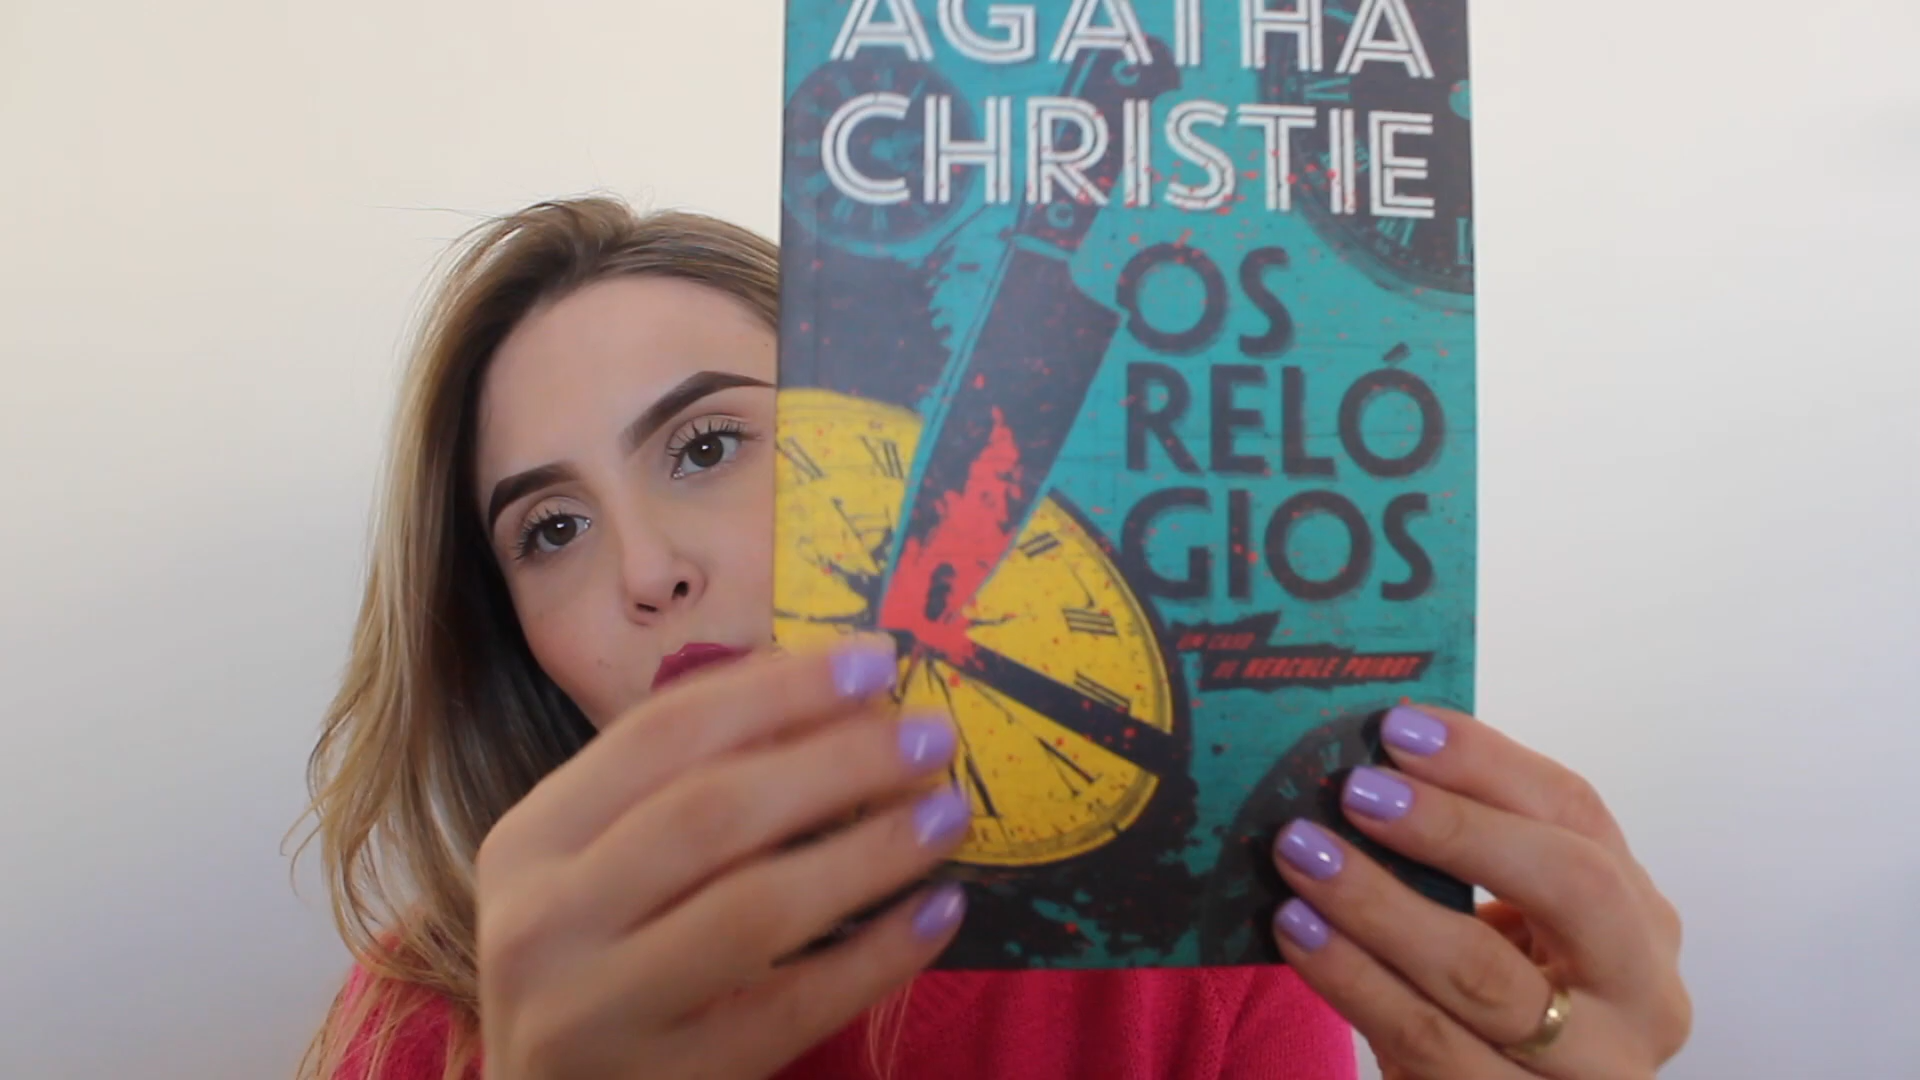 AGATHA
CHRISTIE
OS
RELÓ
GIOS
UM CASO
DE HERCULE POIROT